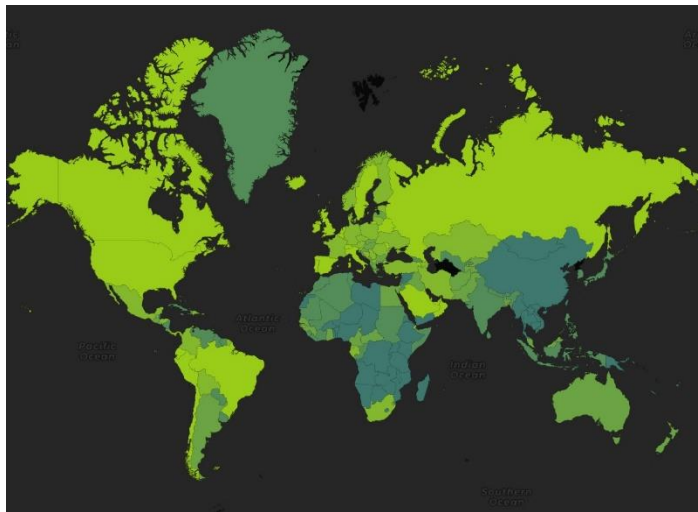 Atlantic
Ocean
Pacific
Ocean
Indian
Ocean
Southern
Ocean